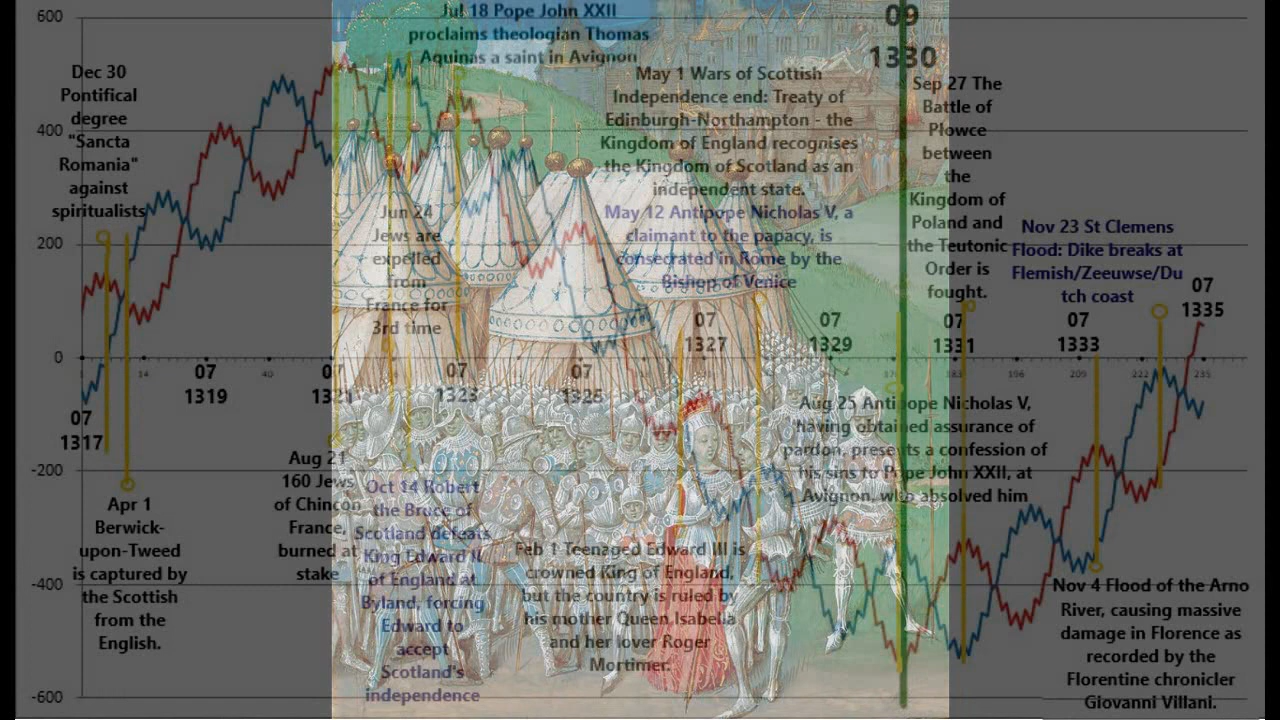 600
400
200
0
-200
-400
-600
Dec 30
Pontifical
degree
"Sancta
Romania"
against
spiritualists
Jul 18 Pope John XXII
proclaims theologian Thomas
Aquinas a saint in Avignon
May 1 Wars of Scottish
Independence end: Treaty of
Edinburgh-Northampton - the
Kingdom of England recognises
the Kingdom of Scotland as an
independent state.
09
1330
Sep 27 The
Battle of
Plowce
between
the
Kingdom of
Poland and
the Teutonic
Order is
fought.
Jun 24
Jews are
expelled
from
France for
3rd time
May 12 Antipope Nicholas V, a
claimant to the papacy, is
consecrated in Rome by the
Bishop of Venice
Nov 23 St Clemens
Flood: Dike breaks at
Flemish/Zeeuwse/Du
tch coast
07
1335
07
1317
07
1319
07
1321
07
1323
07
1325
07
1327
07
1329
07
1331
07
1333
14
40
183
196
209
222
235
Apr 1
Berwick-
upon-Tweed
is captured by
the Scottish
from the
English.
Aug 21
160 Jews
of Chincon
France,
burned at
stake
Oct 14 Robert
the Bruce of
Scotland defeats
King Edward II
of England at
Byland, forcing
Edward to
accept
Scotland's
independence
Feb 1 Teenaged Edward III is
crowned King of England,
but the country is ruled by
his mother Queen Isabella
and her lover Roger
Mortimer.
Aug 25 Antipope Nicholas V,
having obtained assurance of
pardon, presents a confession of
his sins to Pope John XXII, at
Avignon, who absolved him
Nov 4 Flood of the Arno
River, causing massive
damage in Florence as
recorded by the
Florentine chronicler
Giovanni Villani.